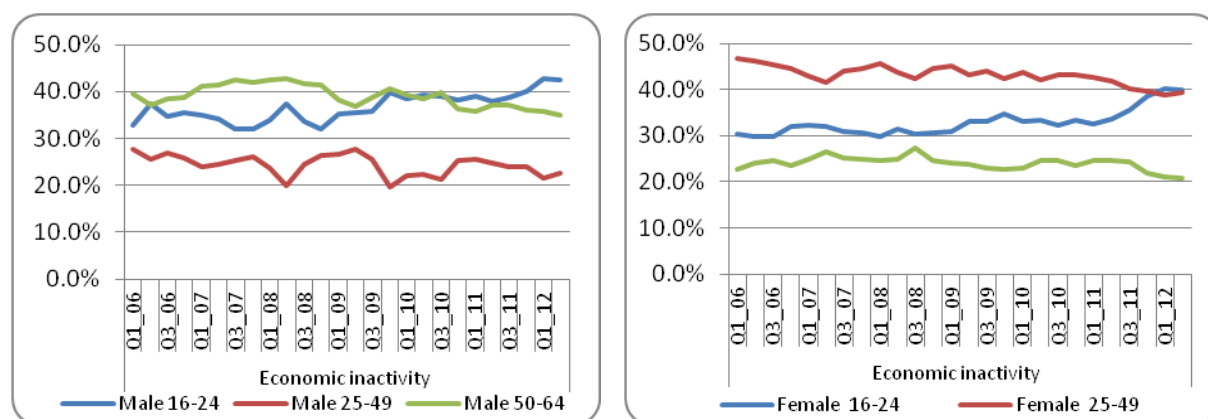 50.0%
40.0%
30.0%
20.0%
10.0%
0.0%
Q1_06
Q3_06
Q1_07
Q3_07
Q1_08
Q3_08
Q1_09
Q3_09
Q1_10
Q3_10
Q1_11
Q3_11
Q1_12
Economic inactivity
Male 16-24
Male 25-49
Male 50-64
50.0%
40.0%
30.0%
20.0%
10.0%
0.0%
Q1_06
Q3_06
Q1_07
Q3_07
Q1_08
Q3_08
Q1_09
Q3_09
Q1_10
Q3_10
Q1_11
Q3_11
Q1_12
Economic inactivity
Female 16-24
Female 25-49